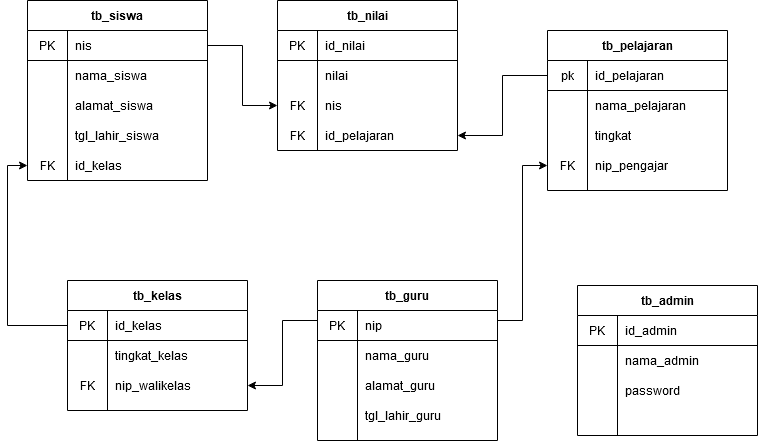 tb_siswa
PK nis
nama_siswa
alamat_siswa
tgl_lahir_siswa
FK id_kelas
tb_nilai
PK id_nilai
nilai
FK nis
FK id_pelajaran
tb_pelajaran
pk id_pelajaran
nama_pelajaran
tingkat
FK nip_pengajar
tb_kelas
PK id_kelas
tingkat_kelas
FK nip_walikelas
tb_guru
PK nip
nama_guru
alamat_guru
tgl_lahir_guru
tb_admin
PK id_admin
nama_admin
password